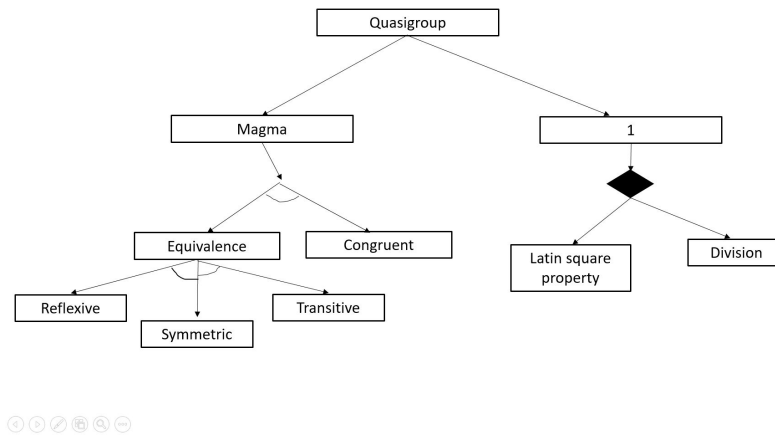 Quasigroup
Magma
1
Equivalence
Congruent
Latin square
property
Division
Reflexive
Symmetric
Transitive